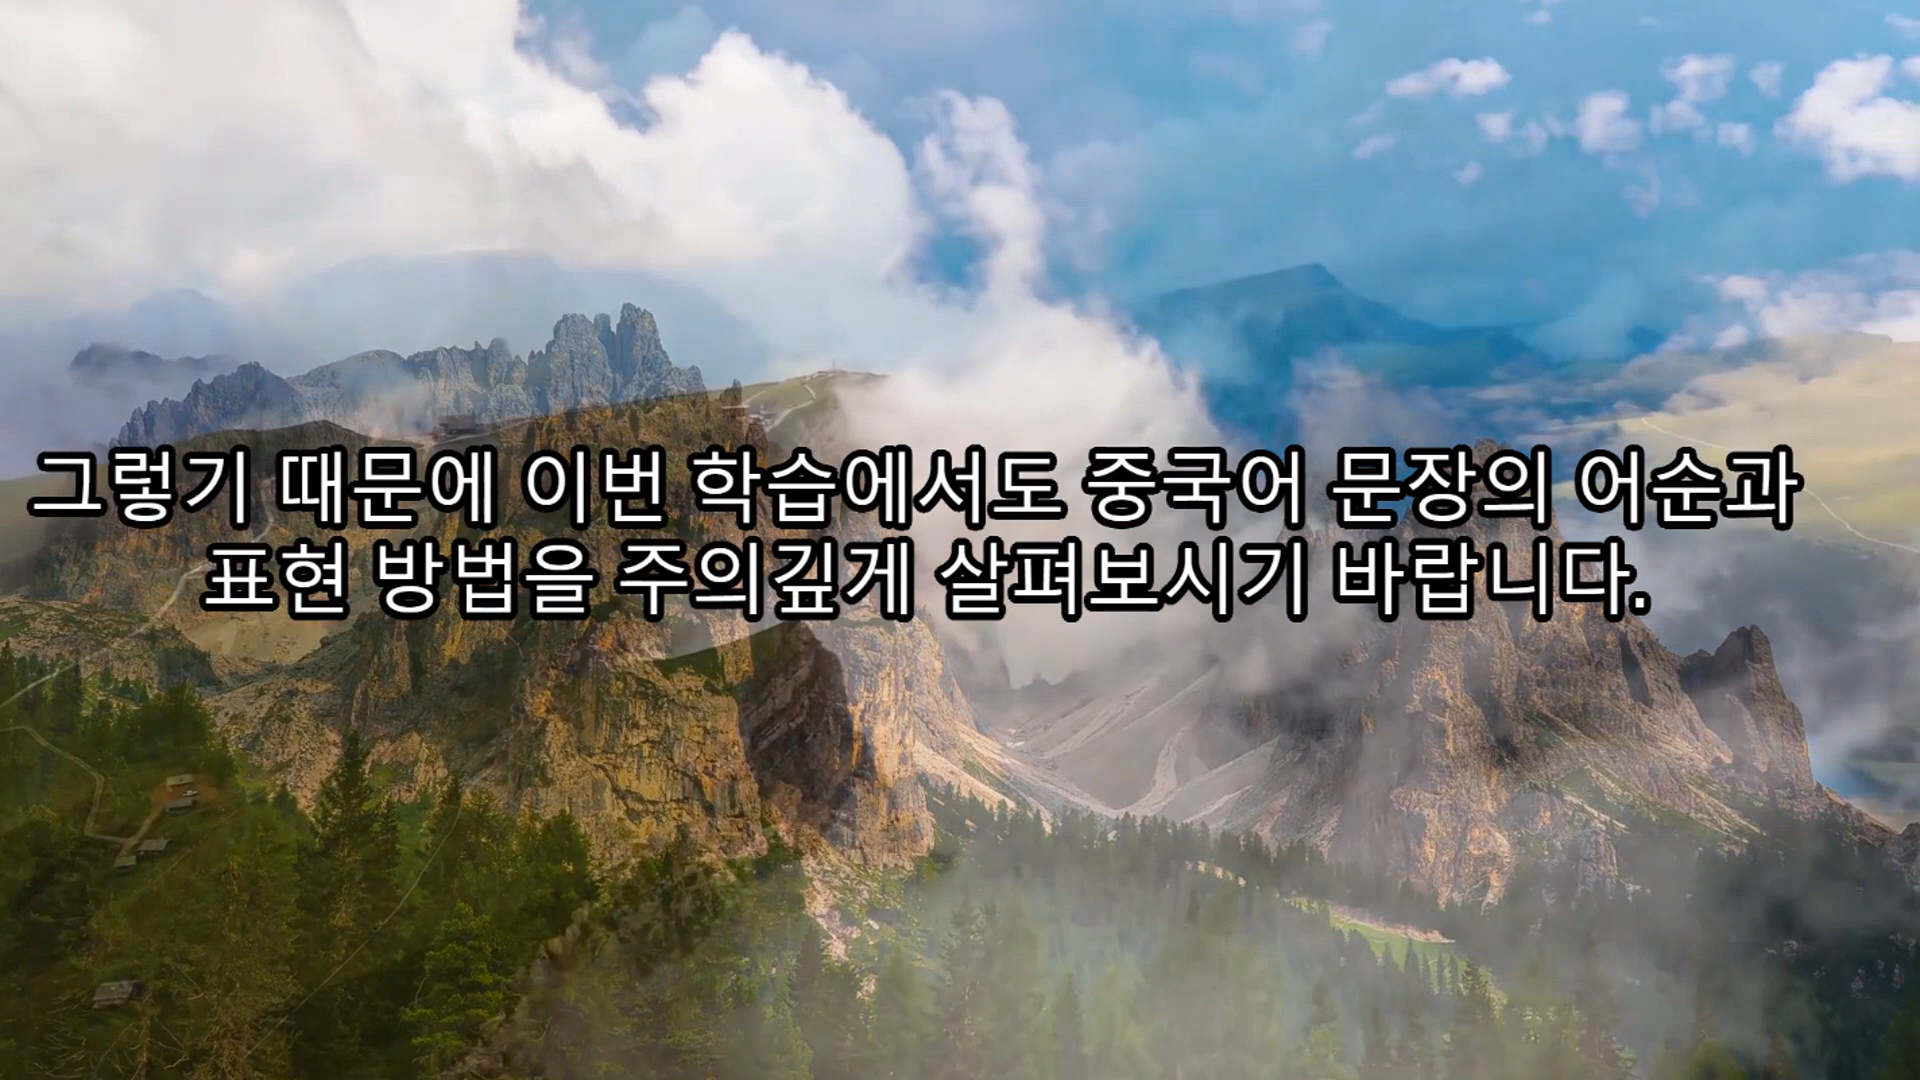 그렇기 때문에 이번 학습에서도 중국어 문장의 어순과
표현 방법을 주의깊게 살펴보시기 바랍니다.